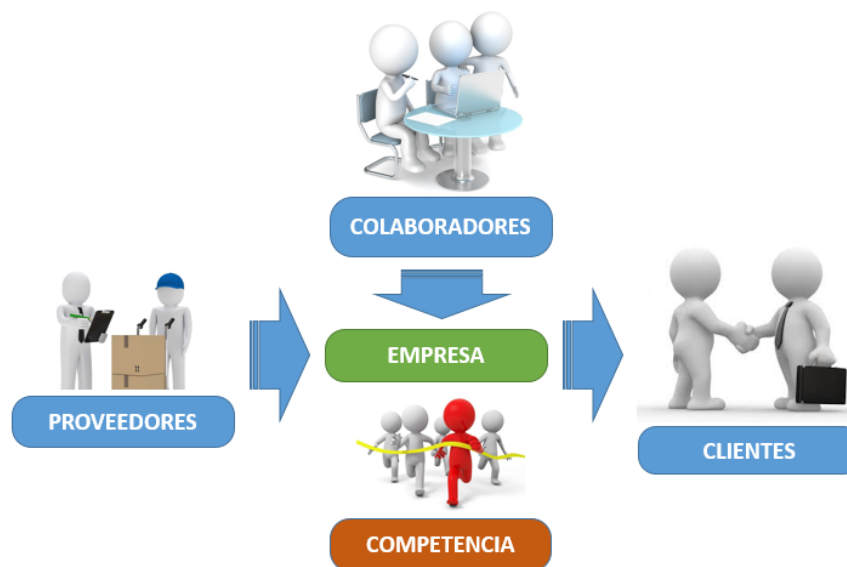 COLABORADORES
EMPRESA
PROVEEDORES
CLIENTES
COMPETENCIA